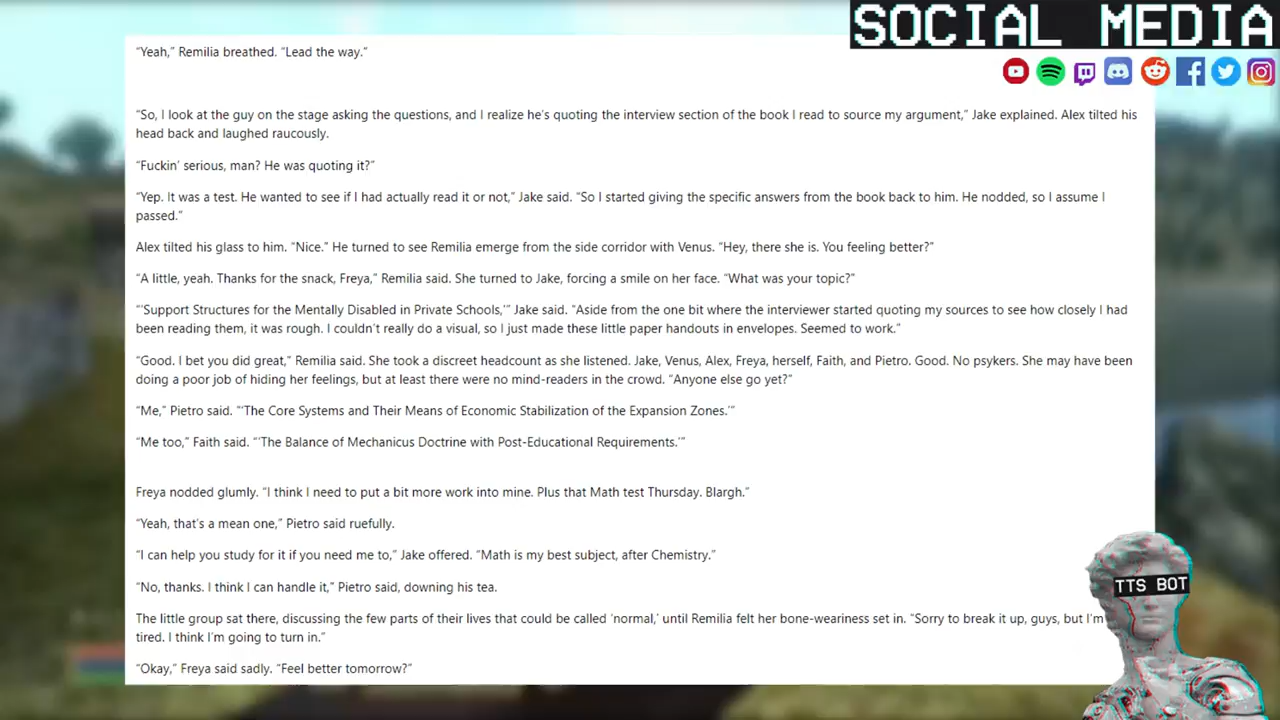 SOCIAL MEDIA
“Yeah,” Remilia breathed. “Lead the way.”
“So, I look at the guy on the stage asking the questions, and I realize he’s quoting the interview section of the book I read to source my argument,” Jake explained. Alex tilted his
head back and laughed raucously.
“Fuckin’ serious, man? He was quoting it?”
“Yep. It was a test. He wanted to see if I had actually read it or not,” Jake said. “So I started giving the specific answers from the book back to him. He nodded, so I assume I
passed.”
Alex tilted his glass to him. “Nice.” He turned to see Remilia emerge from the side corridor with Venus. “Hey, there she is. You feeling better?”
“A little, yeah. Thanks for the snack, Freya,” Remilia said. She turned to Jake, forcing a smile on her face. “What was your topic?”
“‘Support Structures for the Mentally Disabled in Private Schools,’” Jake said. “Aside from the one bit where the interviewer started quoting my sources to see how closely I had
been reading them, it was rough. I couldn’t really do a visual, so I just made these little paper handouts in envelopes. Seemed to work.”
“Good. I bet you did great,” Remilia said. She took a discreet headcount as she listened. Jake, Venus, Alex, Freya, herself, Faith, and Pietro. Good. No psykers. She may have been
doing a poor job of hiding her feelings, but at least there were no mind-readers in the crowd. “Anyone else go yet?”
“Me,” Pietro said. “‘The Core Systems and Their Means of Economic Stabilization of the Expansion Zones.’”
“Me too,” Faith said. “‘The Balance of Mechanicus Doctrine with Post-Educational Requirements.’”
Freya nodded glumly. “I think I need to put a bit more work into mine. Plus that Math test Thursday. Blargh.”
“Yeah, that’s a mean one,” Pietro said ruefully.
“I can help you study for it if you need me to,” Jake offered. “Math is my best subject, after Chemistry.”
“No, thanks. I think I can handle it,” Pietro said, downing his tea.
The little group sat there, discussing the few parts of their lives that could be called ‘normal,’ until Remilia felt her bone-weariness set in. “Sorry to break it up, guys, but I’m
tired. I think I’m going to turn in.”
“Okay,” Freya said sadly. “Feel better tomorrow?”
TTS BOT